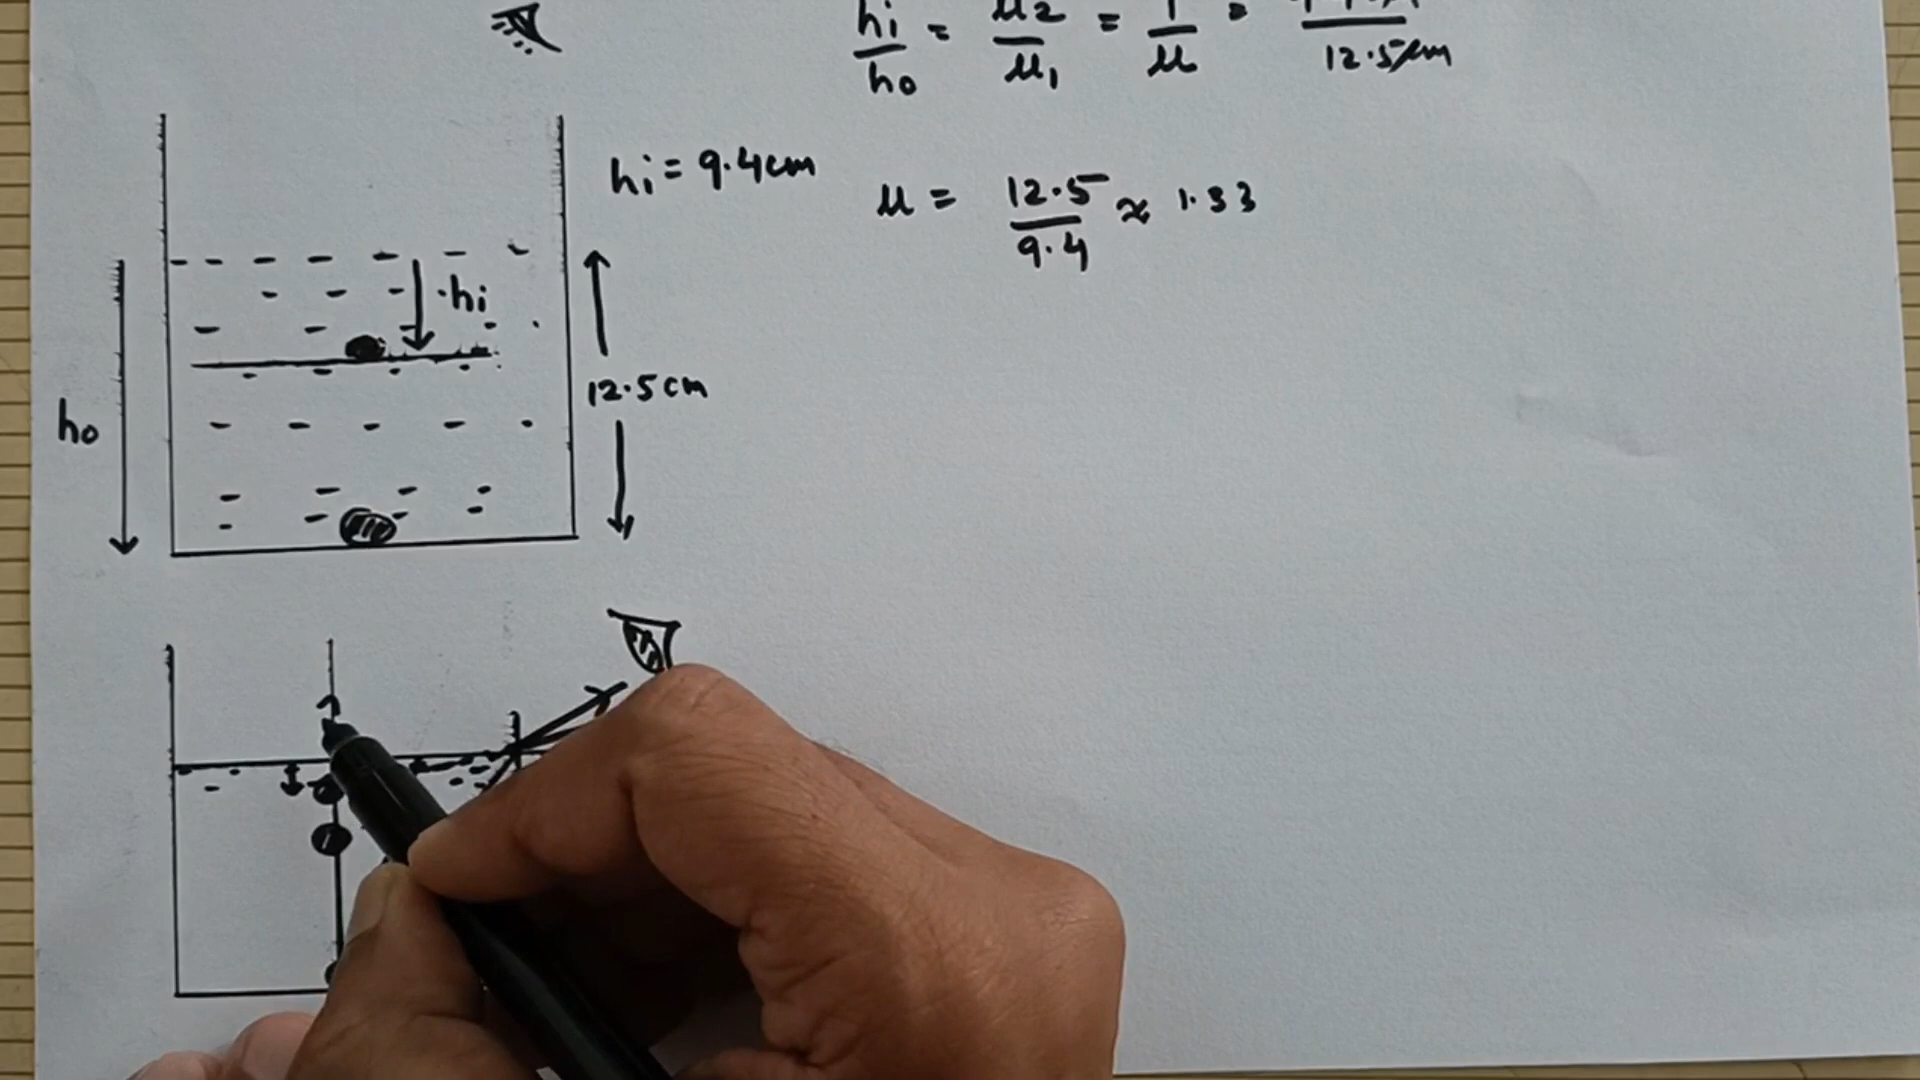 hi/ho = μ2/μ1 = 1/μ = /12.5cm
hi = 9.4cm
μ = 12.5/9.4 ≈ 1.33
hi
12.5cm
ho